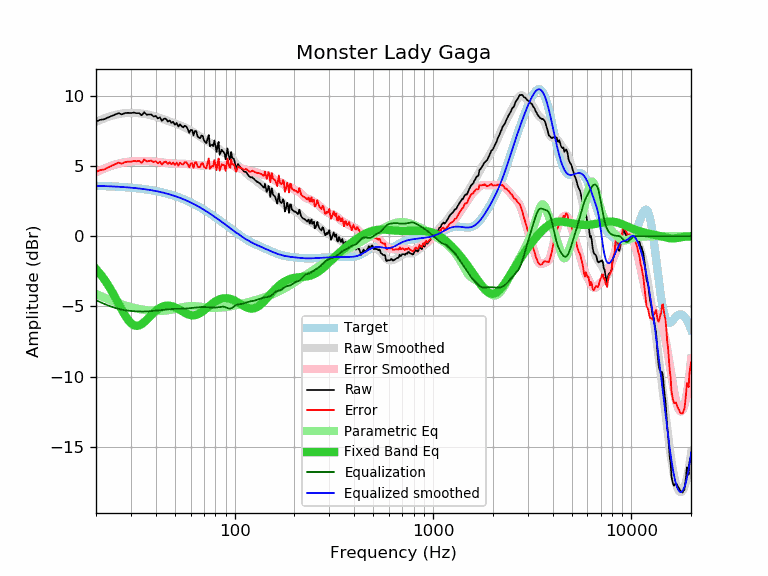 Monster Lady Gaga
Amplitude (dBr)
10
5
0
−5
−10
−15
Target
Raw Smoothed
Error Smoothed
Raw
Error
Parametric Eq
Fixed Band Eq
Equalization
Equalized smoothed
100 1000 10000
Frequency (Hz)